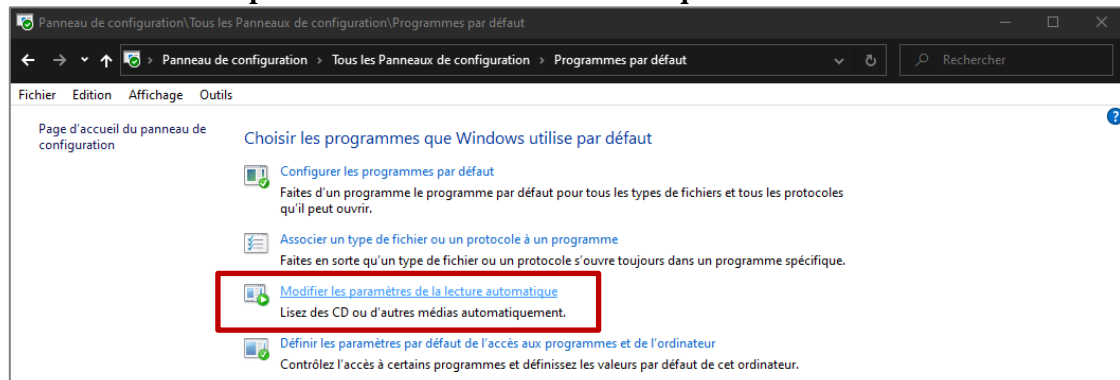 Panneau de configuration\Tous les Panneaux de configuration\Programmes par défaut
Panneau de configuration > Tous les Panneaux de configuration > Programmes par défaut
Rechercher
Fichier Edition Affichage Outils
Page d'accueil du panneau de
configuration
Choisir les programmes que Windows utilise par défaut
Configurer les programmes par défaut
Faites d'un programme le programme par défaut pour tous les types de fichiers et tous les protocoles
qu'il peut ouvrir.
Associer un type de fichier ou un protocole à un programme
Faites en sorte qu'un type de fichier ou un protocole s'ouvre toujours dans un programme spécifique.
Modifier les paramètres de la lecture automatique
Lisez des CD ou d'autres médias automatiquement.
Définir les paramètres par défaut de l'accès aux programmes et de l'ordinateur
Contrôlez l'accès à certains programmes et définissez les valeurs par défaut de cet ordinateur.